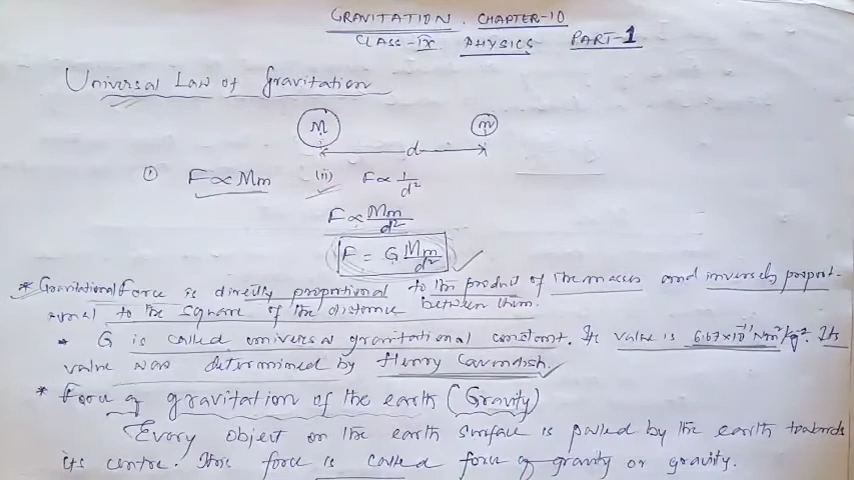 GRAVITATION. CHAPTER-10
CLASS-IX PHYSICS PART-1
Universal Law of Gravitation
M m
d
(i) F ∝ Mm (ii) F ∝ 1/d²
F ∝ Mm/d²
F = G Mm/d²
* Gravitational Force is directly proportional to the product of the masses and inversely proport-
ional to the square of the distance between them.
* G is called universal gravitational constant. Its value is 6.67×10⁻¹¹ Nm²/kg². Its
value was determined by Henry Cavendish.
* Force of gravitation of the earth (Gravity)
Every object on the earth surface is pulled by the earth towards
its centre. This force is called force of gravity or gravity.